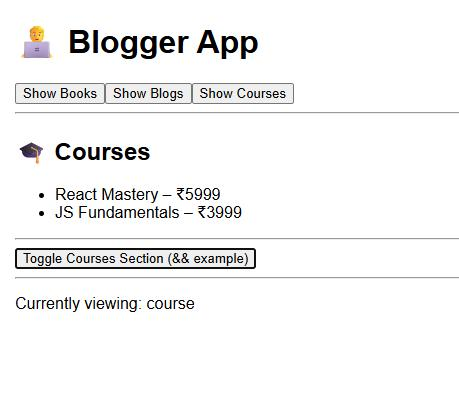 🧑‍💻 Blogger App
Show Books Show Blogs Show Courses
🎓 Courses
• React Mastery – ₹5999
• JS Fundamentals – ₹3999
Toggle Courses Section (&& example)
Currently viewing: course